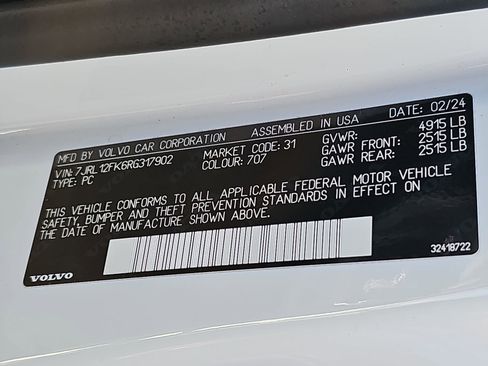 MFD BY VOLVO CAR CORPORATION ASSEMBLED IN USA DATE: 02/24
VIN: 7JRL12FK6RG317902 MARKET CODE: 31 GVWR: 4915 LB
TYPE: PC COLOUR: 707 GAWR FRONT: 2515 LB
GAWR REAR: 2515 LB
THIS VEHICLE CONFORMS TO ALL APPLICABLE FEDERAL MOTOR VEHICLE
SAFETY, BUMPER AND THEFT PREVENTION STANDARDS IN EFFECT ON
THE DATE OF MANUFACTURE SHOWN ABOVE.
VOLVO 32418722